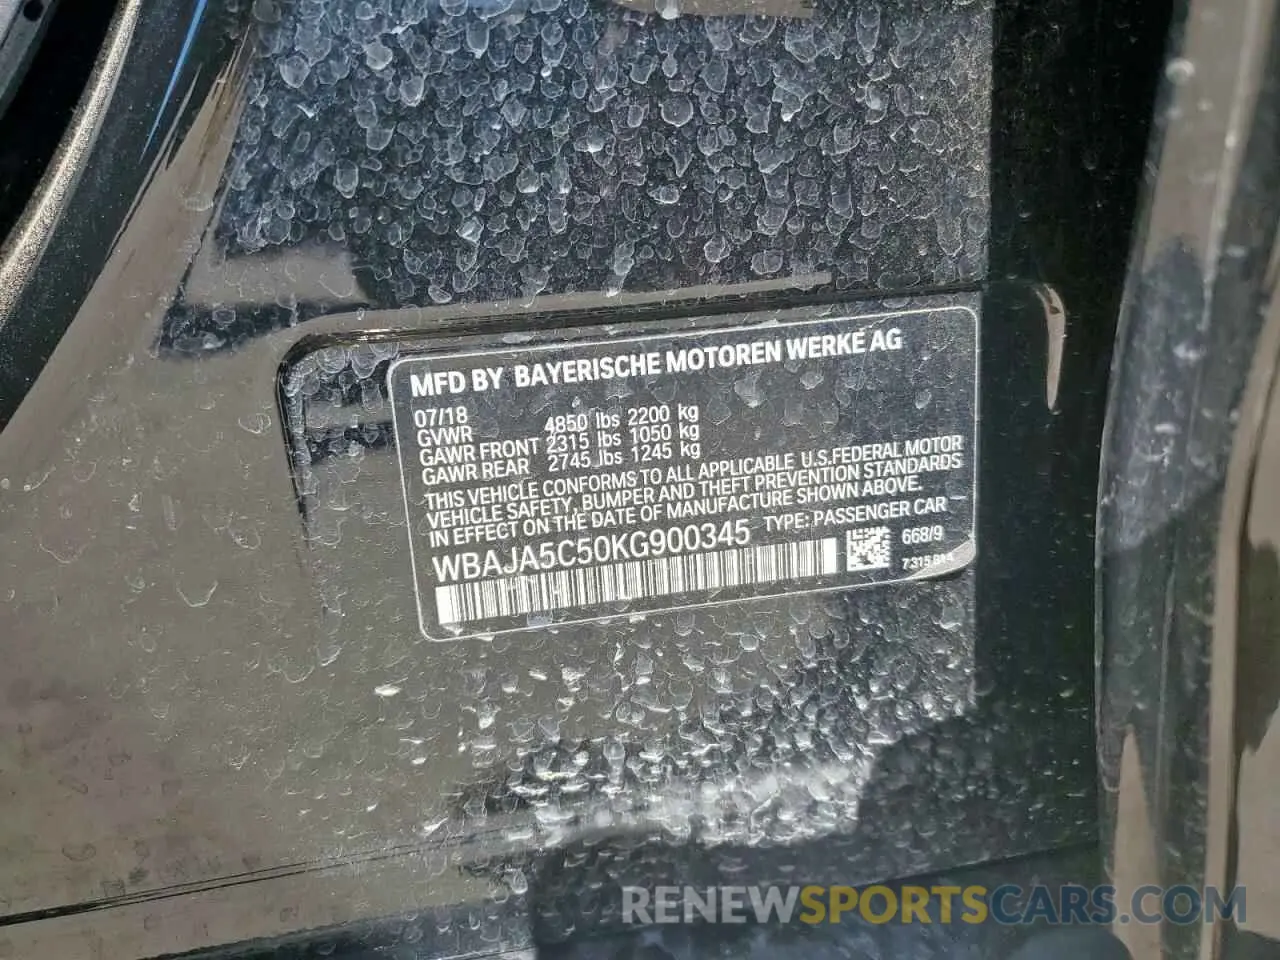 MFD BY BAYERISCHE MOTOREN WERKE AG
07/18
GVWR 4850 lbs 2200 kg
GAWR FRONT 2315 lbs 1050 kg
GAWR REAR 2745 lbs 1245 kg
THIS VEHICLE CONFORMS TO ALL APPLICABLE U.S.FEDERAL MOTOR
VEHICLE SAFETY, BUMPER AND THEFT PREVENTION STANDARDS
IN EFFECT ON THE DATE OF MANUFACTURE SHOWN ABOVE.
WBAJA5C50KG900345 TYPE: PASSENGER CAR
668/9
7315
RENEWSPORTSCARS.COM